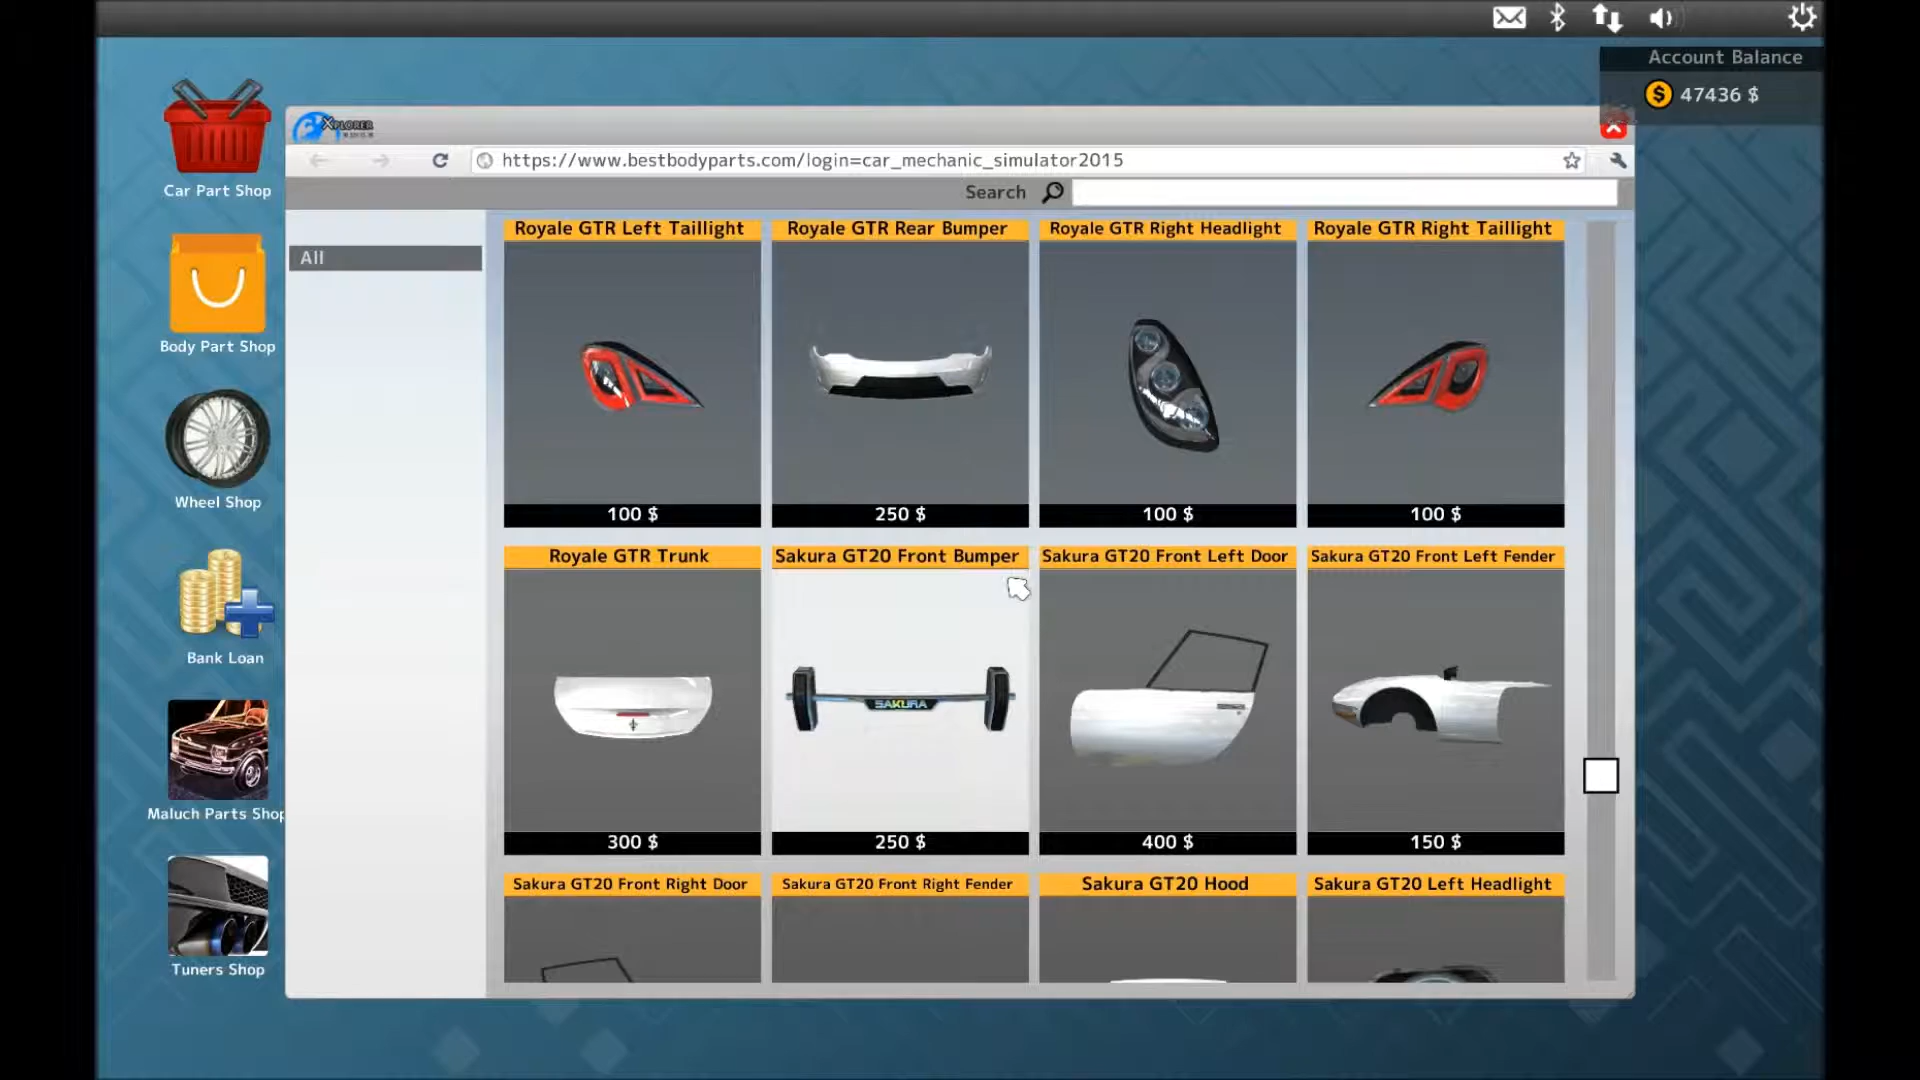 Account Balance
47436 $
XPLORER
https://www.bestbodyparts.com/login=car_mechanic_simulator2015
Search
All
Car Part Shop
Body Part Shop
Wheel Shop
Bank Loan
Maluch Parts Shop
Tuners Shop
Royale GTR Left Taillight
Royale GTR Rear Bumper
Royale GTR Right Headlight
Royale GTR Right Taillight
100 $
250 $
100 $
100 $
Royale GTR Trunk
Sakura GT20 Front Bumper
Sakura GT20 Front Left Door
Sakura GT20 Front Left Fender
SAKURA
300 $
250 $
400 $
150 $
Sakura GT20 Front Right Door
Sakura GT20 Front Right Fender
Sakura GT20 Hood
Sakura GT20 Left Headlight